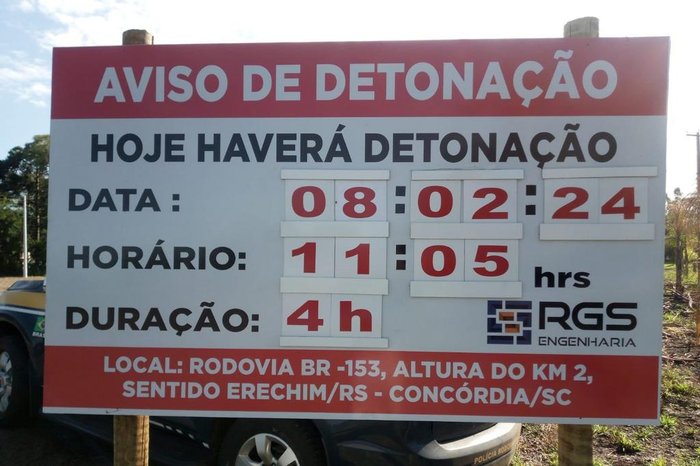 AVISO DE DETONAÇÃO
HOJE HAVERÁ DETONAÇÃO
DATA : 08:02:24
HORÁRIO: 11:05 hrs
DURAÇÃO: 4h
RGS
ENGENHARIA
LOCAL: RODOVIA BR -153, ALTURA DO KM 2,
SENTIDO ERECHIM/RS - CONCÓRDIA/SC
POLÍCIA